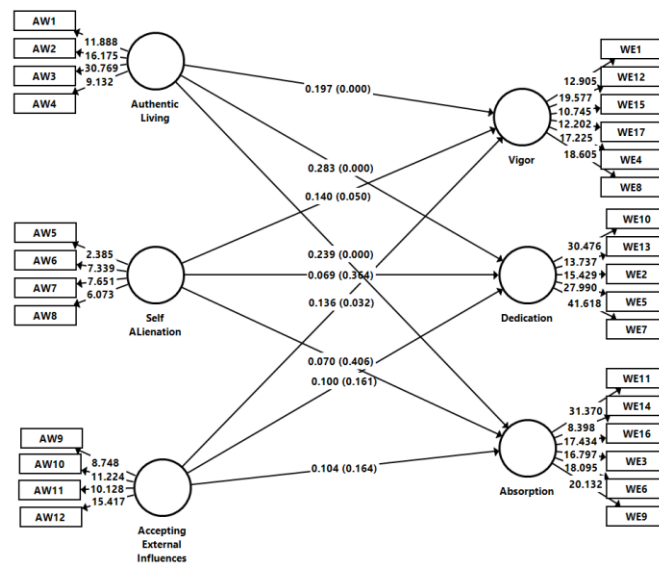 AW1
AW2
AW3
AW4
11.888
16.175
30.769
9.132
Authentic
Living
AW5
AW6
AW7
AW8
2.385
7.339
7.651
6.073
Self
ALienation
AW9
AW10
AW11
AW12
8.748
11.224
10.128
15.417
Accepting
External
Influences
0.197 (0.000)
0.283 (0.000)
0.140 (0.050)
0.239 (0.000)
0.069 (0.364)
0.136 (0.032)
0.070 (0.406)
0.100 (0.161)
0.104 (0.164)
Vigor
12.905
19.577
10.745
12.202
17.225
18.605
WE1
WE12
WE15
WE17
WE4
WE8
Dedication
30.476
13.737
15.429
27.990
41.618
WE10
WE13
WE2
WE5
WE7
Absorption
31.370
8.398
17.434
16.797
18.095
20.132
WE11
WE14
WE16
WE3
WE6
WE9